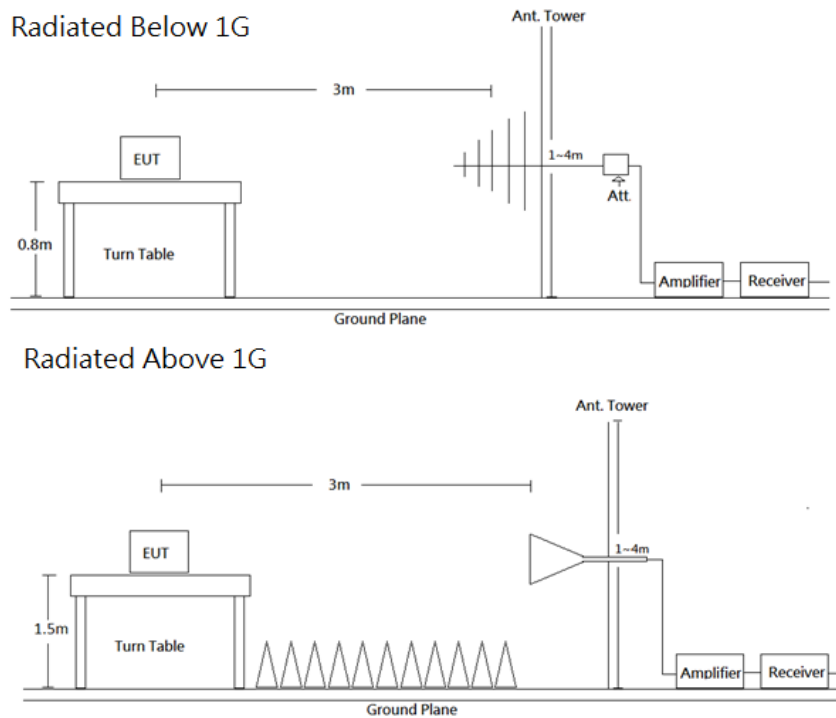 Radiated Below 1G
Ant. Tower
3m
EUT
1~4m
Att.
0.8m
Turn Table
Amplifier
Receiver
Ground Plane
Radiated Above 1G
Ant. Tower
3m
EUT
1~4m
1.5m
Turn Table
Amplifier
Receiver
Ground Plane